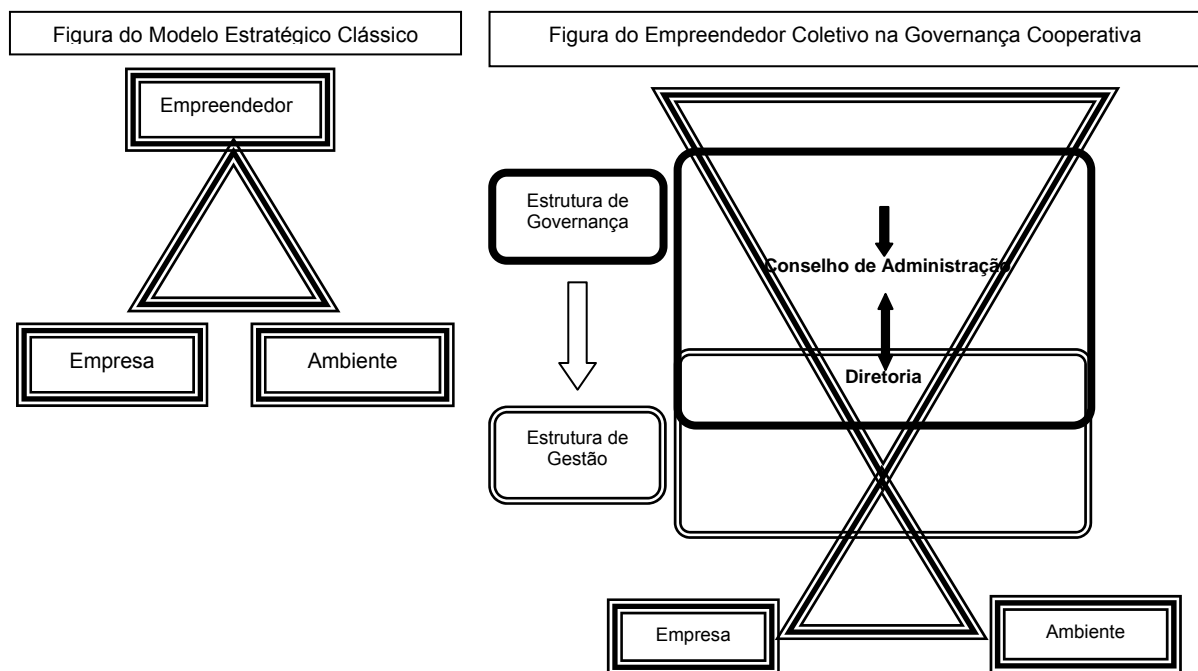 Figura do Modelo Estratégico Clássico
Empreendedor
Empresa
Ambiente
Figura do Empreendedor Coletivo na Governança Cooperativa
Estrutura de
Governança
Conselho de Administração
Diretoria
Estrutura de
Gestão
Empresa
Ambiente